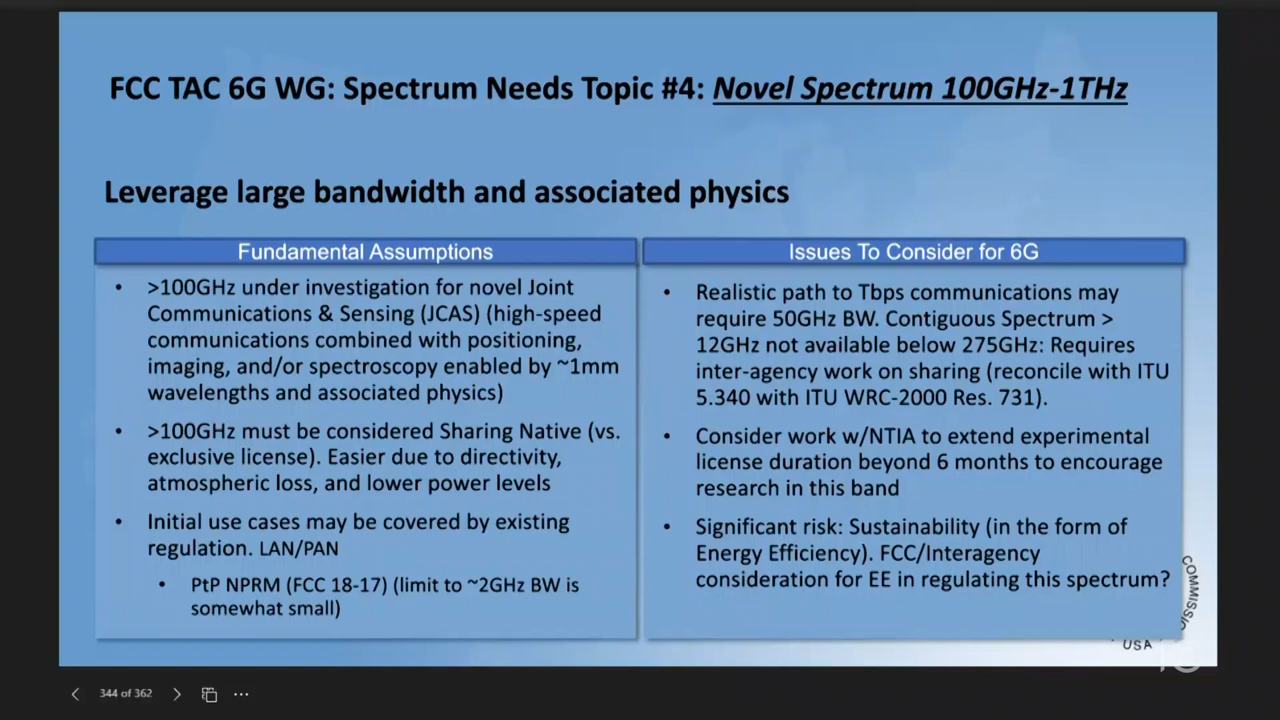 FCC TAC 6G WG: Spectrum Needs Topic #4: Novel Spectrum 100GHz-1THz
Leverage large bandwidth and associated physics
Fundamental Assumptions
• >100GHz under investigation for novel Joint
Communications & Sensing (JCAS) (high-speed
communications combined with positioning,
imaging, and/or spectroscopy enabled by ~1mm
wavelengths and associated physics)
• >100GHz must be considered Sharing Native (vs.
exclusive license). Easier due to directivity,
atmospheric loss, and lower power levels
• Initial use cases may be covered by existing
regulation. LAN/PAN
• PtP NPRM (FCC 18-17) (limit to ~2GHz BW is
somewhat small)
Issues To Consider for 6G
• Realistic path to Tbps communications may
require 50GHz BW. Contiguous Spectrum >
12GHz not available below 275GHz: Requires
inter-agency work on sharing (reconcile with ITU
5.340 with ITU WRC-2000 Res. 731).
• Consider work w/NTIA to extend experimental
license duration beyond 6 months to encourage
research in this band
• Significant risk: Sustainability (in the form of
Energy Efficiency). FCC/Interagency
consideration for EE in regulating this spectrum?
COMMISSIO
USA
344 of 362